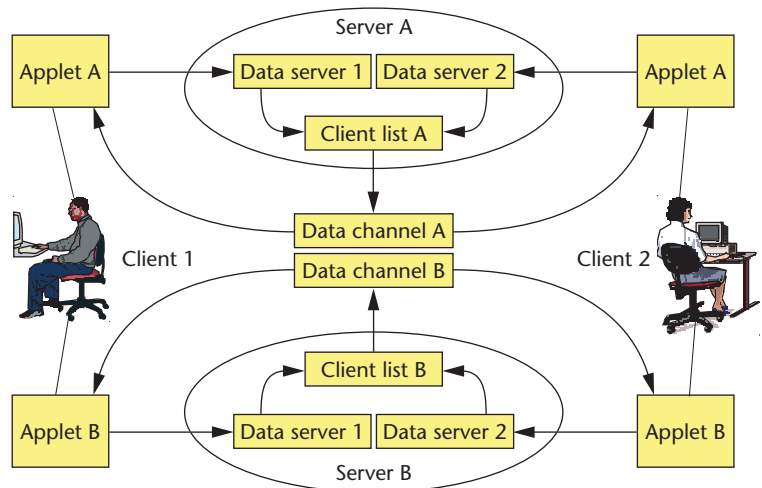 Server A
Applet A
Data server 1
Data server 2
Applet A
Client list A
Data channel A
Client 1
Client 2
Data channel B
Client list B
Applet B
Data server 1
Data server 2
Applet B
Server B